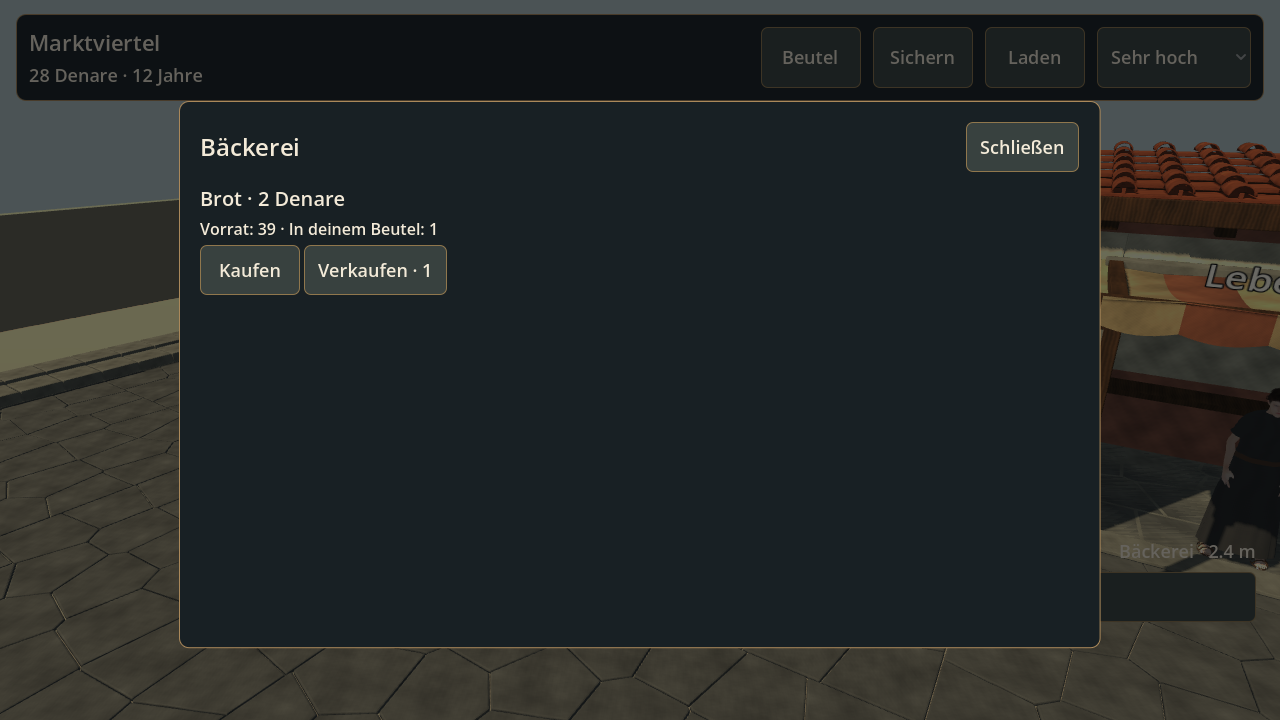 Marktviertel
28 Denare · 12 Jahre
Beutel
Sichern
Laden
Sehr hoch
Bäckerei
Schließen
Brot · 2 Denare
Vorrat: 39 · In deinem Beutel: 1
Kaufen
Verkaufen · 1
Bäckerei · 2.4 m